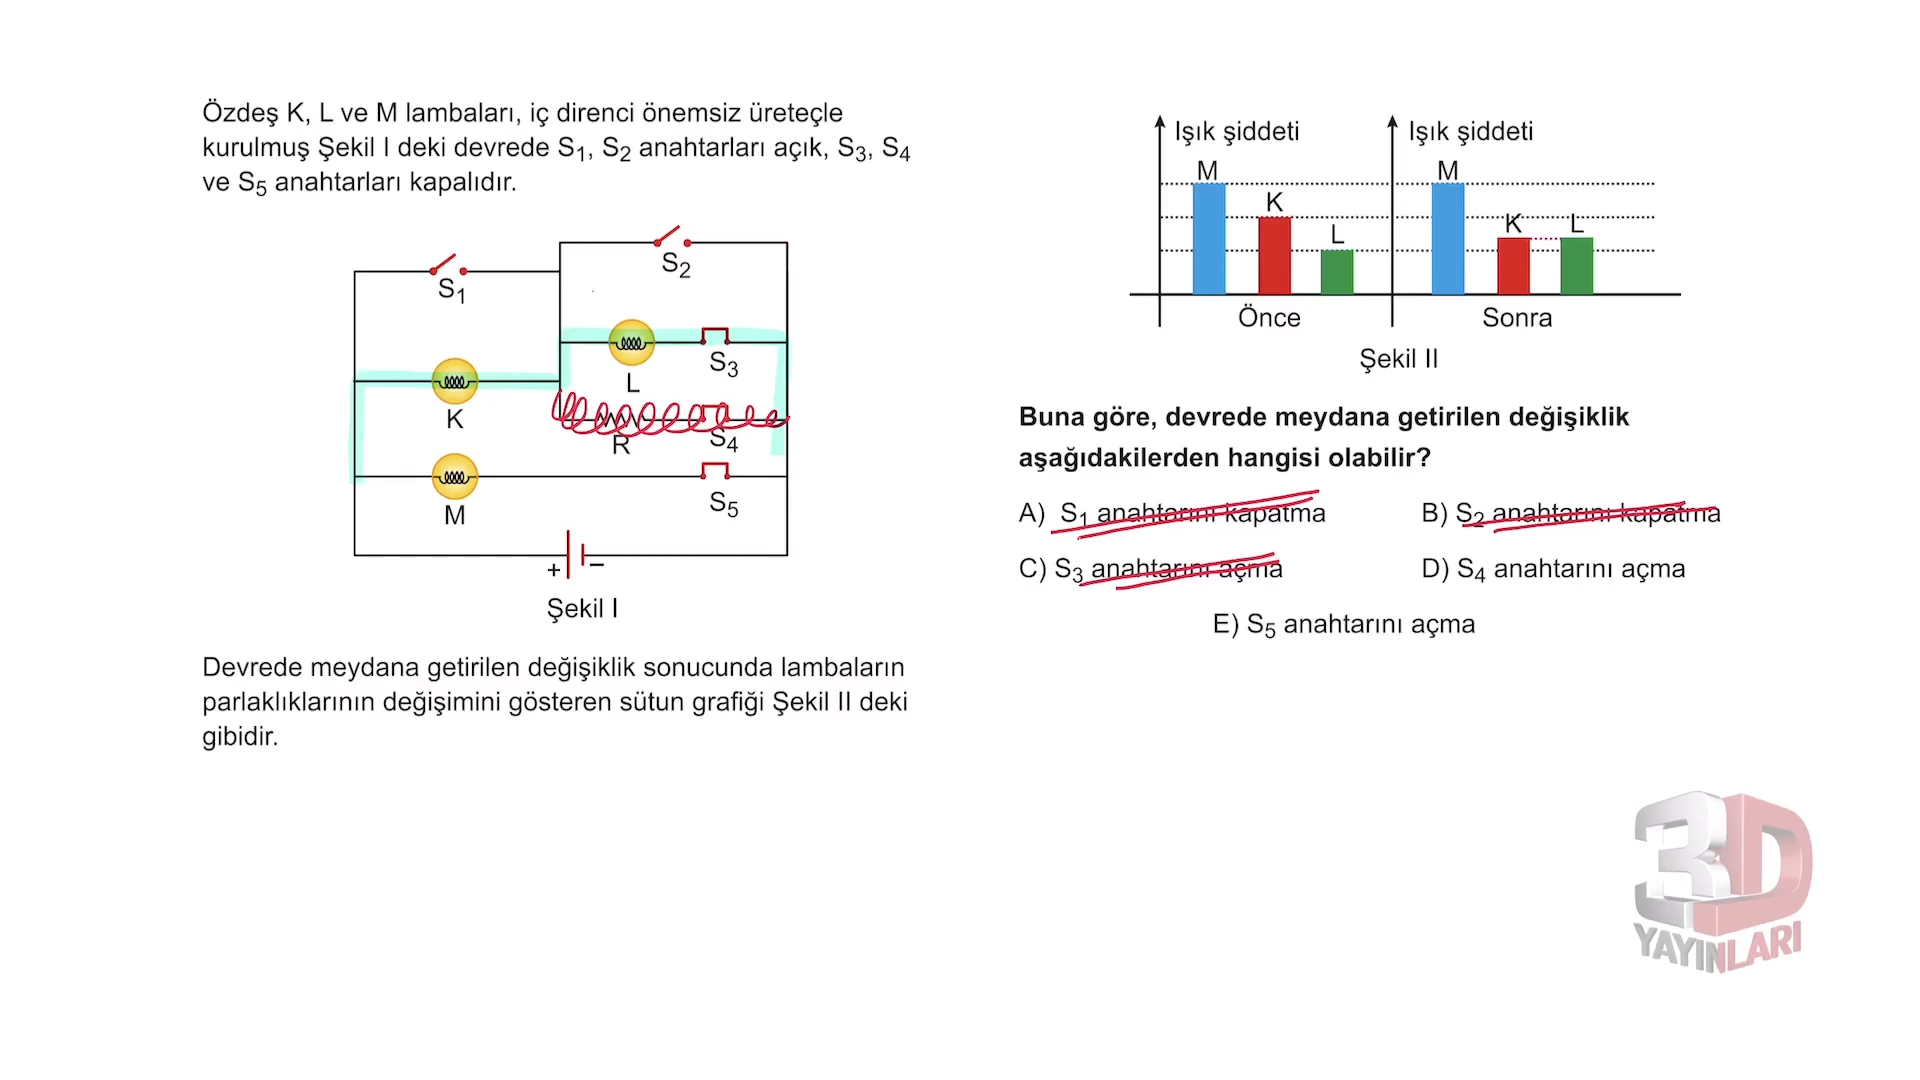 Özdeş K, L ve M lambaları, iç direnci önemsiz üreteçle
kurulmuş Şekil I deki devrede S1, S2 anahtarları açık, S3, S4
ve S5 anahtarları kapalıdır.
S2
S1
S3
L
K
S4
R
S5
M
+ −
Şekil I
Devrede meydana getirilen değişiklik sonucunda lambaların
parlaklıklarının değişimini gösteren sütun grafiği Şekil II deki
gibidir.
Işık şiddeti Işık şiddeti
M M
K K L
L
Önce Sonra
Şekil II
Buna göre, devrede meydana getirilen değişiklik
aşağıdakilerden hangisi olabilir?
A) S1 anahtarını kapatma B) S2 anahtarını kapatma
C) S3 anahtarını açma D) S4 anahtarını açma
E) S5 anahtarını açma
3D
YAYINLARI